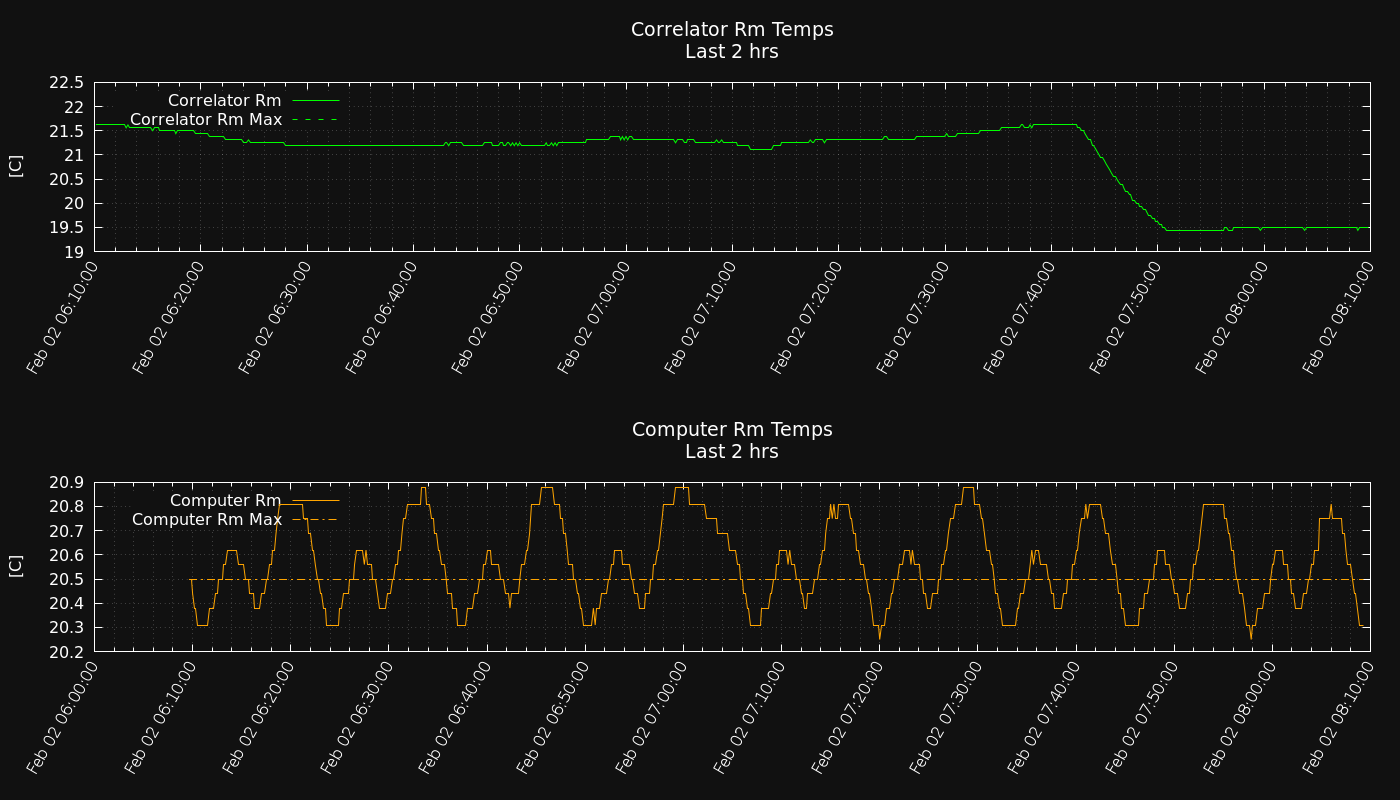 Correlator Rm Temps
Last 2 hrs
22.5
22
21.5
21
20.5
20
19.5
19
[C]
Correlator Rm
Correlator Rm Max
Feb 02 06:10:00
Feb 02 06:20:00
Feb 02 06:30:00
Feb 02 06:40:00
Feb 02 06:50:00
Feb 02 07:00:00
Feb 02 07:10:00
Feb 02 07:20:00
Feb 02 07:30:00
Feb 02 07:40:00
Feb 02 07:50:00
Feb 02 08:00:00
Feb 02 08:10:00
Computer Rm Temps
Last 2 hrs
20.9
20.8
20.7
20.6
20.5
20.4
20.3
20.2
[C]
Computer Rm
Computer Rm Max
Feb 02 06:00:00
Feb 02 06:10:00
Feb 02 06:20:00
Feb 02 06:30:00
Feb 02 06:40:00
Feb 02 06:50:00
Feb 02 07:00:00
Feb 02 07:10:00
Feb 02 07:20:00
Feb 02 07:30:00
Feb 02 07:40:00
Feb 02 07:50:00
Feb 02 08:00:00
Feb 02 08:10:00